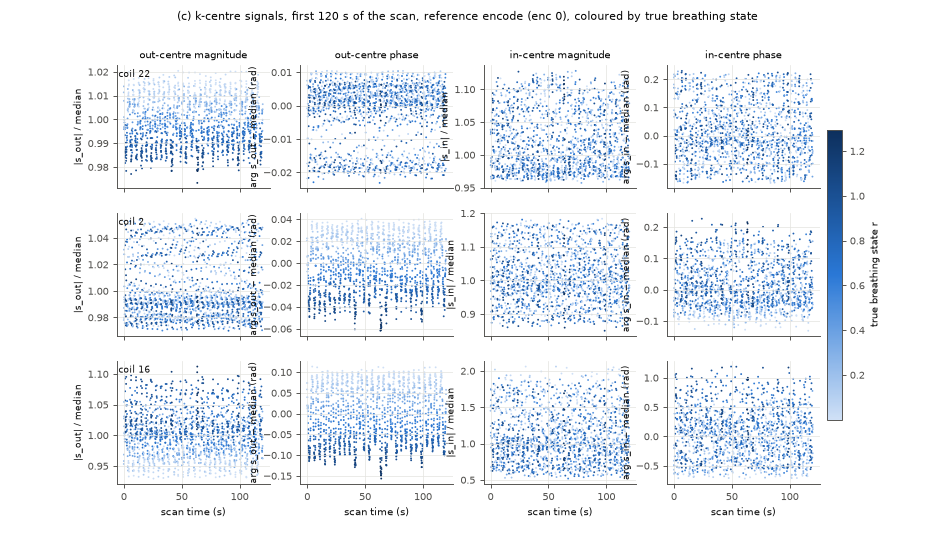 (c) k-centre signals, first 120 s of the scan, reference encode (enc 0), coloured by true breathing state
out-centre magnitude
out-centre phase
in-centre magnitude
in-centre phase
coil 22
|s_out| / median
1.02
1.01
1.00
0.99
0.98
arg s_out − median (rad)
0.01
0.00
−0.01
−0.02
|s_in| / median
1.10
1.05
1.00
0.95
arg s_in − median (rad)
0.2
0.1
0.0
−0.1
coil 2
|s_out| / median
1.04
1.02
1.00
0.98
arg s_out − median (rad)
0.04
0.02
0.00
−0.02
−0.04
−0.06
|s_in| / median
1.2
1.1
1.0
0.9
arg s_in − median (rad)
0.2
0.1
0.0
−0.1
coil 16
|s_out| / median
1.10
1.05
1.00
0.95
arg s_out − median (rad)
0.10
0.05
0.00
−0.05
−0.10
−0.15
|s_in| / median
2.0
1.5
1.0
0.5
arg s_in − median (rad)
1.0
0.5
0.0
−0.5
0 50 100
0 50 100
0 50 100
0 50 100
scan time (s)
scan time (s)
scan time (s)
scan time (s)
1.2
1.0
0.8
0.6
0.4
0.2
true breathing state r